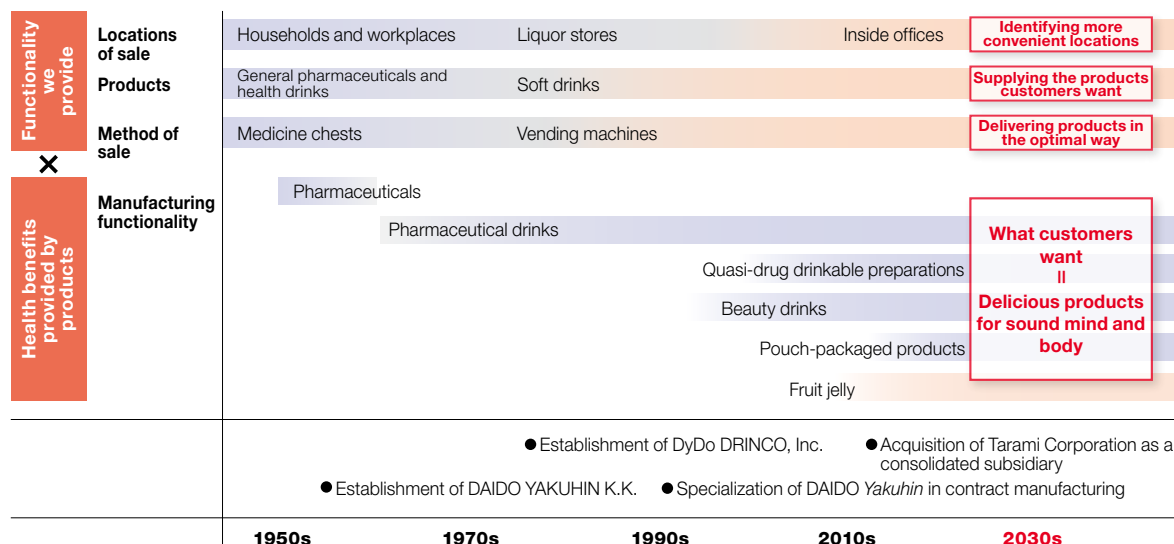 Functionality
we
provide
Locations
of sale
Households and workplaces
Liquor stores
Inside offices
Identifying more
convenient locations
Products
General pharmaceuticals and
health drinks
Soft drinks
Supplying the products
customers want
Method of
sale
Medicine chests
Vending machines
Delivering products in
the optimal way
×
Health benefits
provided by
products
Manufacturing
functionality
Pharmaceuticals
Pharmaceutical drinks
Quasi-drug drinkable preparations
Beauty drinks
Pouch-packaged products
Fruit jelly
What customers
want
=
Delicious products
for sound mind and
body
● Establishment of DyDo DRINCO, Inc.
● Acquisition of Tarami Corporation as a
consolidated subsidiary
● Establishment of DAIDO YAKUHIN K.K.
● Specialization of DAIDO Yakuhin in contract manufacturing
1950s
1970s
1990s
2010s
2030s